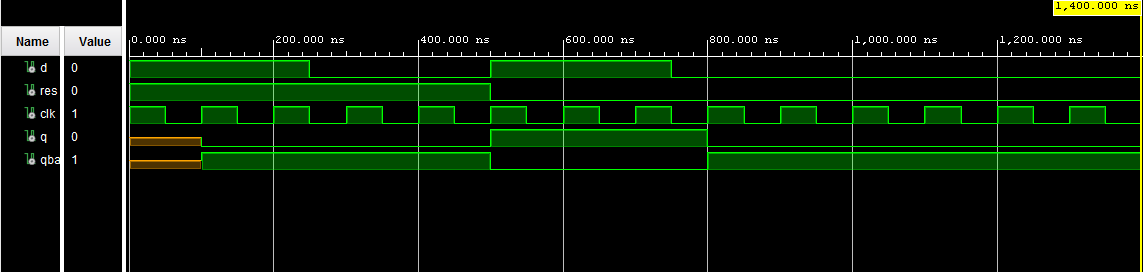 1,400.000 ns
Name Value 0.000 ns 200.000 ns 400.000 ns 600.000 ns 800.000 ns 1,000.000 ns 1,200.000 ns
d 0
res 0
clk 1
q 0
qba 1